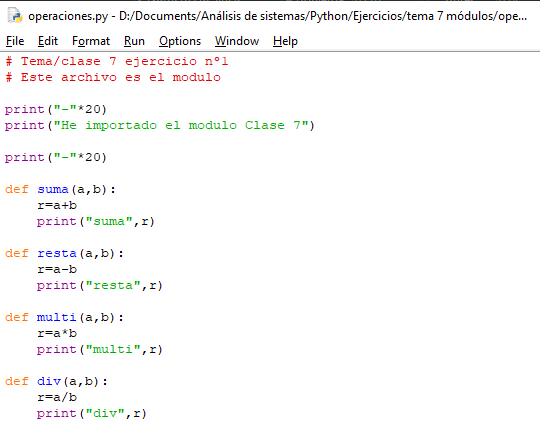 operaciones.py - D:/Documents/Análisis de sistemas/Python/Ejercicios/tema 7 módulos/ope...
File Edit Format Run Options Window Help
# Tema/clase 7 ejercicio nº1
# Este archivo es el modulo
print("-"*20)
print("He importado el modulo Clase 7")
print("-"*20)
def suma(a,b):
    r=a+b
    print("suma",r)
def resta(a,b):
    r=a-b
    print("resta",r)
def multi(a,b):
    r=a*b
    print("multi",r)
def div(a,b):
    r=a/b
    print("div",r)